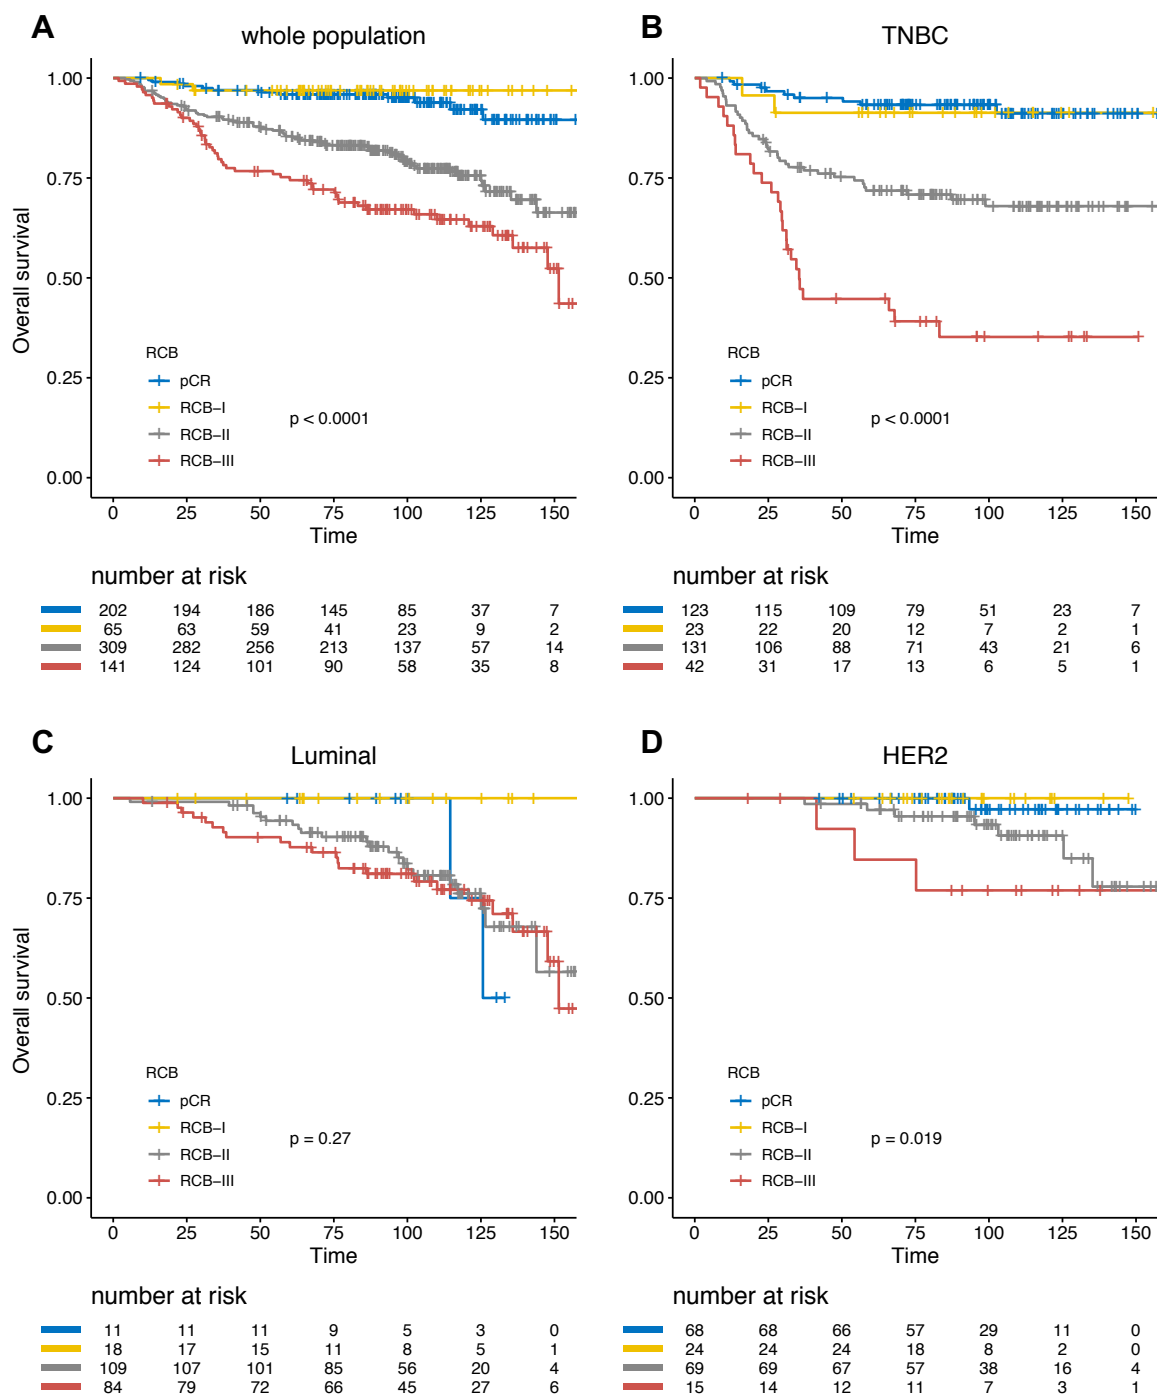 A
whole population
1.00
0.75
0.50
0.25
0.00
Overall survival
RCB
pCR
RCB-I
RCB-II
RCB-III
p < 0.0001
0 25 50 75 100 125 150
Time
number at risk
202 194 186 145 85 37 7
65 63 59 41 23 9 2
309 282 256 213 137 57 14
141 124 101 90 58 35 8
B
TNBC
1.00
0.75
0.50
0.25
0.00
RCB
pCR
RCB-I
RCB-II
RCB-III
p < 0.0001
0 25 50 75 100 125 150
Time
number at risk
123 115 109 79 51 23 7
23 22 20 12 7 2 1
131 106 88 71 43 21 6
42 31 17 13 6 5 1
C
Luminal
1.00
0.75
0.50
0.25
0.00
Overall survival
RCB
pCR
RCB-I
RCB-II
RCB-III
p = 0.27
0 25 50 75 100 125 150
Time
number at risk
11 11 11 9 5 3 0
18 17 15 11 8 5 1
109 107 101 85 56 20 4
84 79 72 66 45 27 6
D
HER2
1.00
0.75
0.50
0.25
0.00
RCB
pCR
RCB-I
RCB-II
RCB-III
p = 0.019
0 25 50 75 100 125 150
Time
number at risk
68 68 66 57 29 11 0
24 24 24 18 8 2 0
69 69 67 57 38 16 4
15 14 12 11 7 3 1